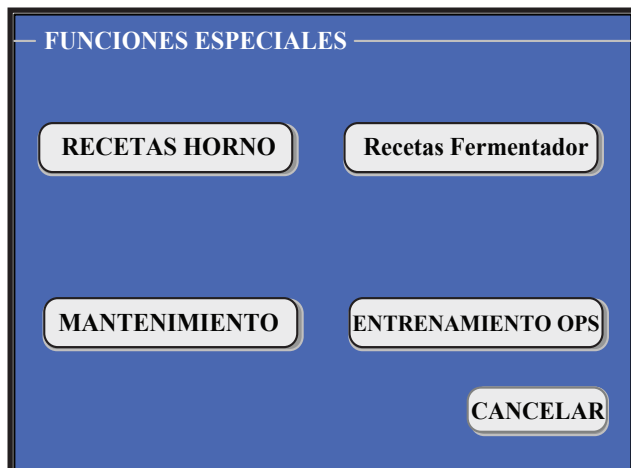 FUNCIONES ESPECIALES
RECETAS HORNO
Recetas Fermentador
MANTENIMIENTO
ENTRENAMIENTO OPS
CANCELAR